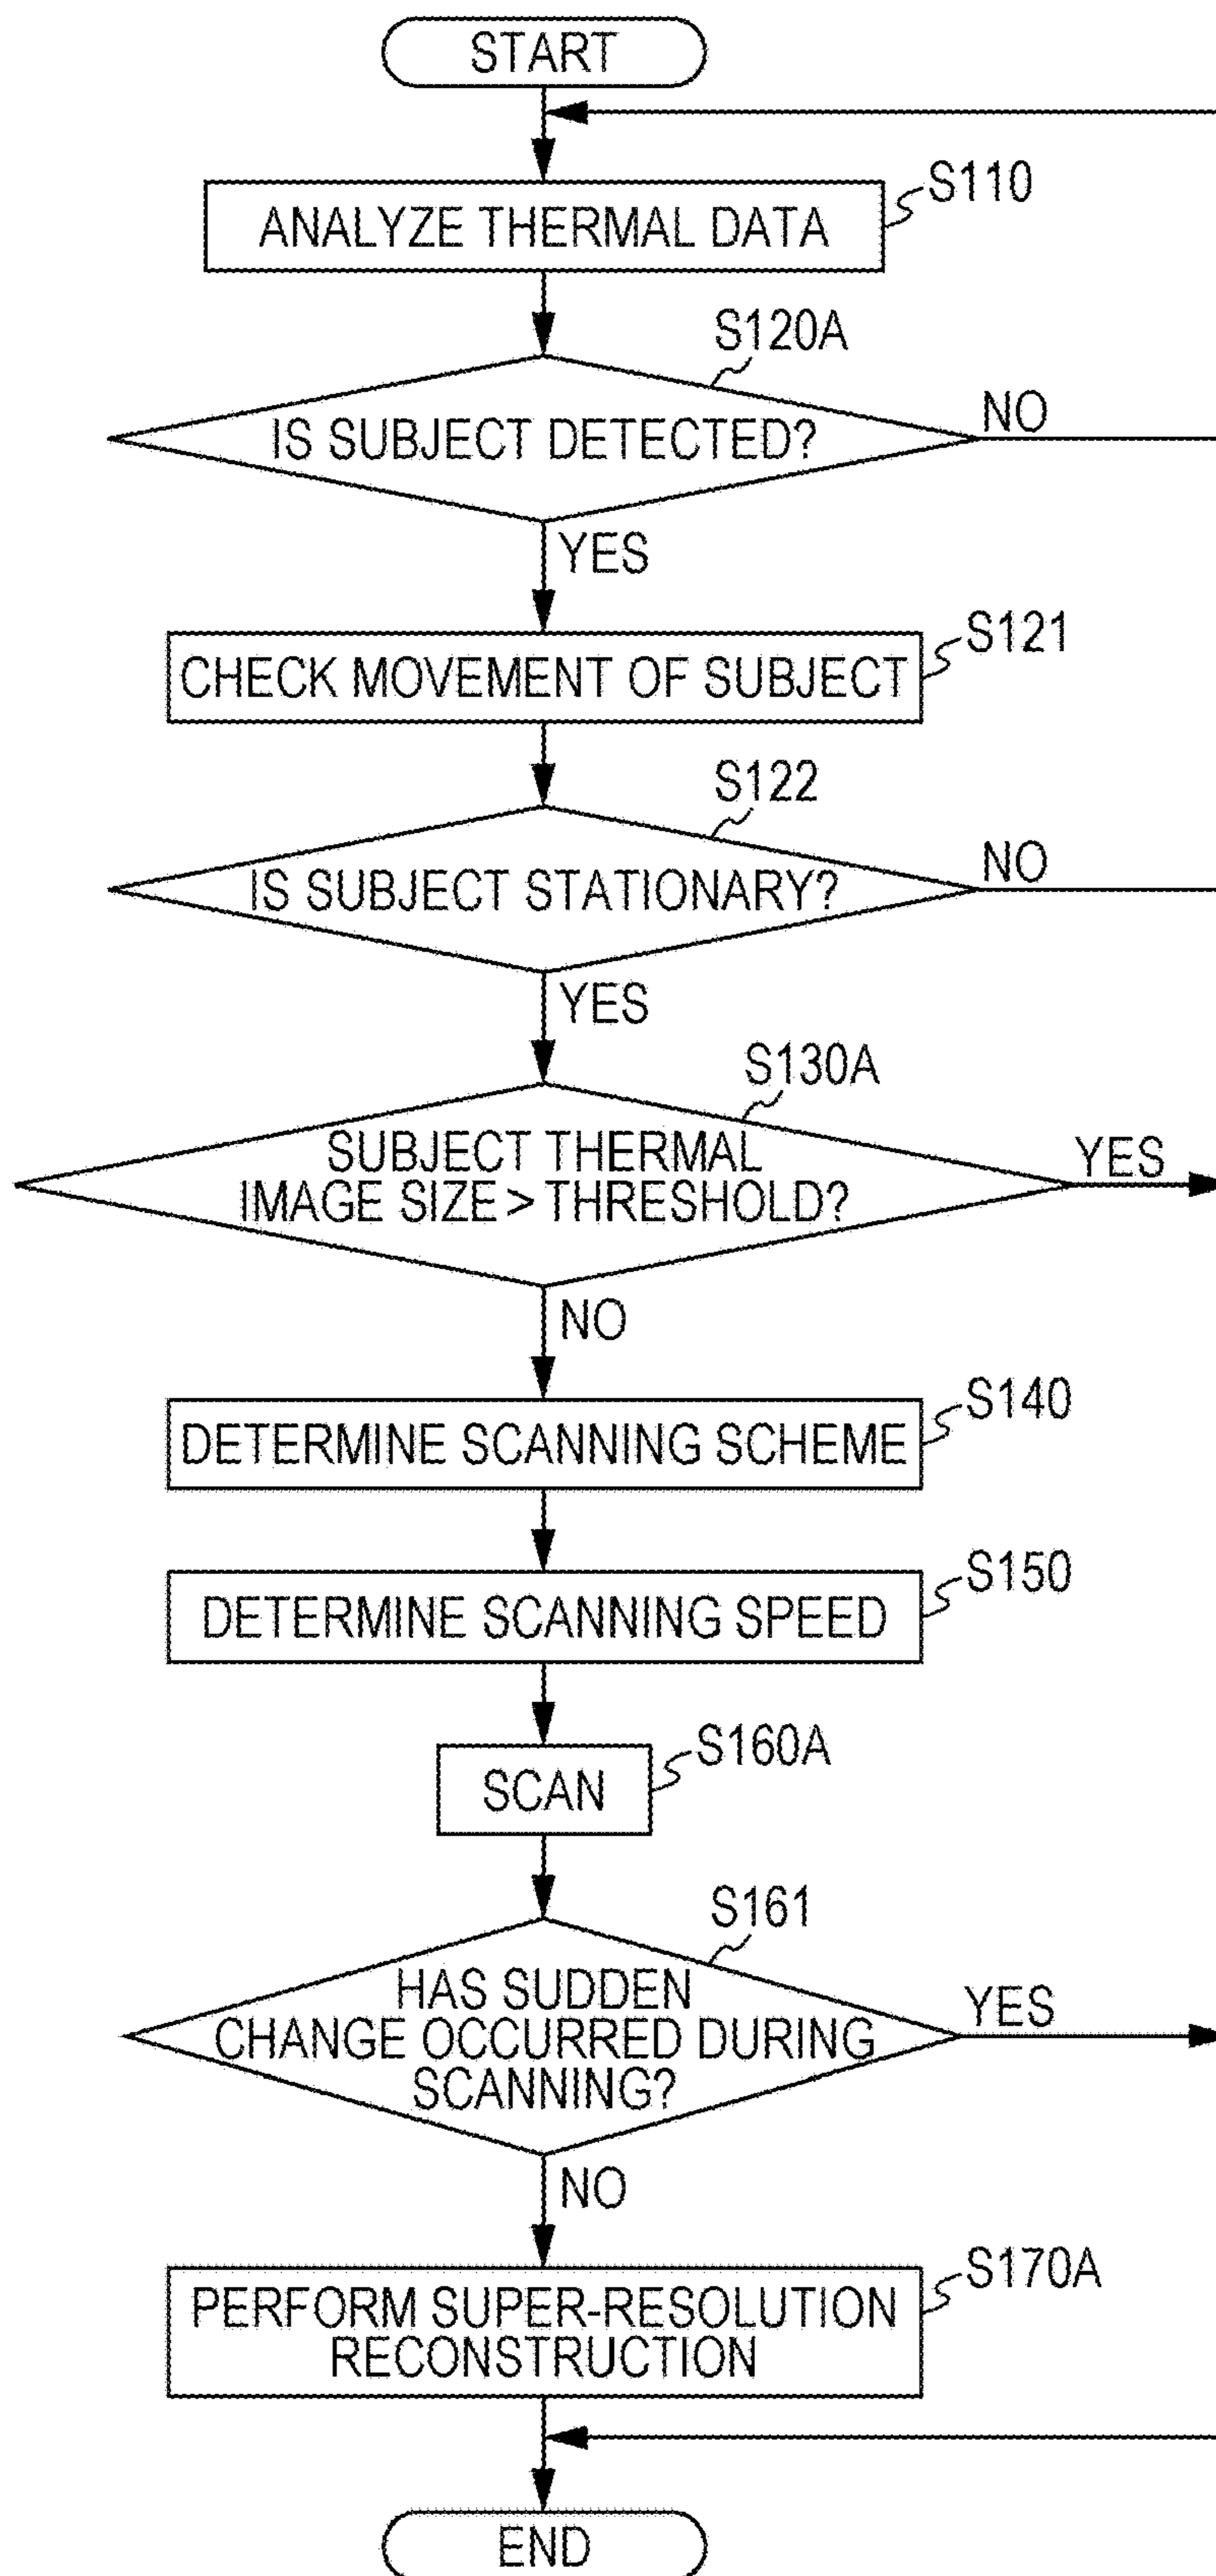 START
S110
ANALYZE THERMAL DATA
S120A
IS SUBJECT DETECTED?
NO
YES
S121
CHECK MOVEMENT OF SUBJECT
S122
IS SUBJECT STATIONARY?
NO
YES
S130A
SUBJECT THERMAL
IMAGE SIZE > THRESHOLD?
YES
NO
S140
DETERMINE SCANNING SCHEME
S150
DETERMINE SCANNING SPEED
S160A
SCAN
S161
HAS SUDDEN
CHANGE OCCURRED DURING
SCANNING?
YES
NO
S170A
PERFORM SUPER-RESOLUTION
RECONSTRUCTION
END